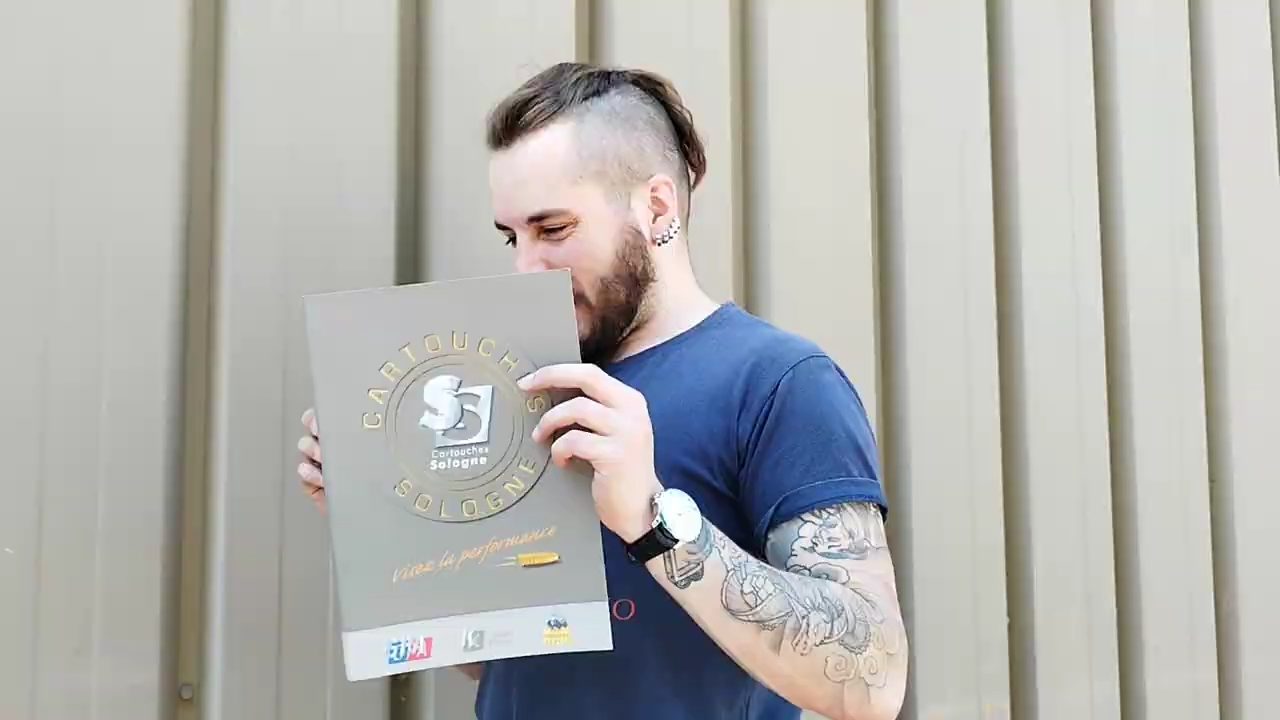 CARTOUCHES
S
S
Cartouches
Sologne
SOLOGNE
visez la performance
O